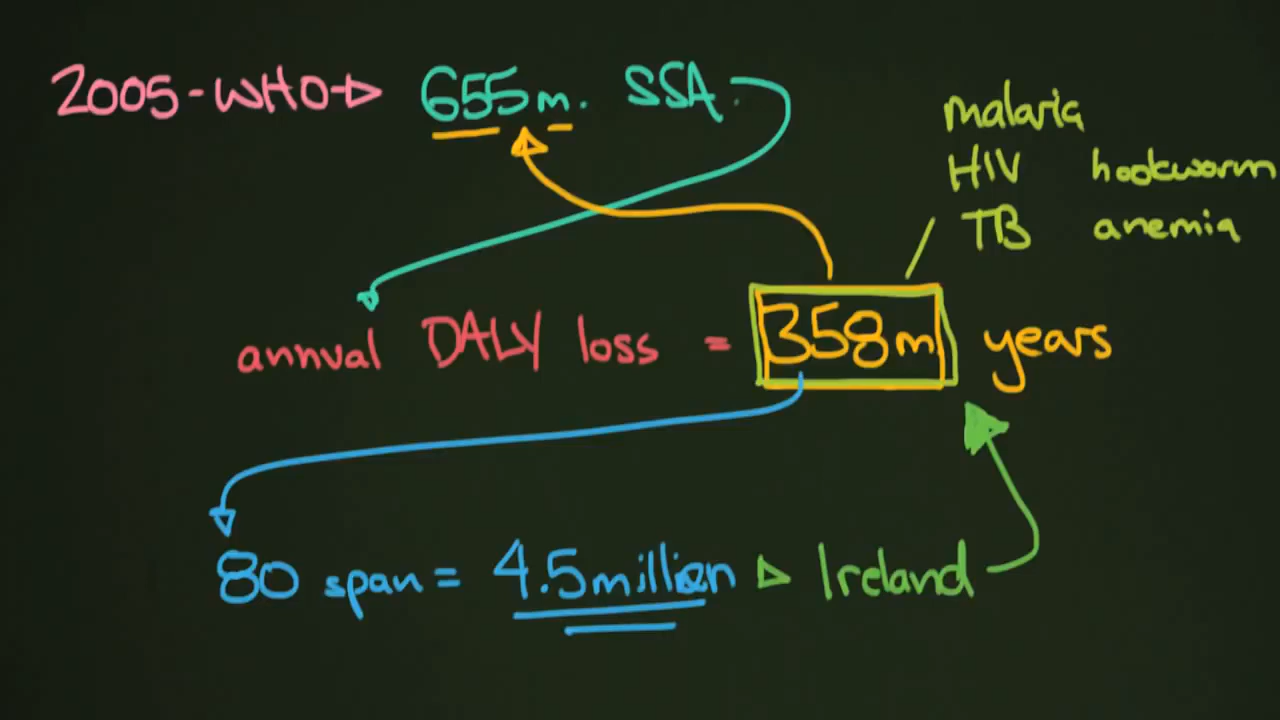 2005-WHO→ 655m. SSA.
malaria
HIV hookworm
TB anemia
annual DALY loss = 358m years
80 span = 4.5million ▷ Ireland